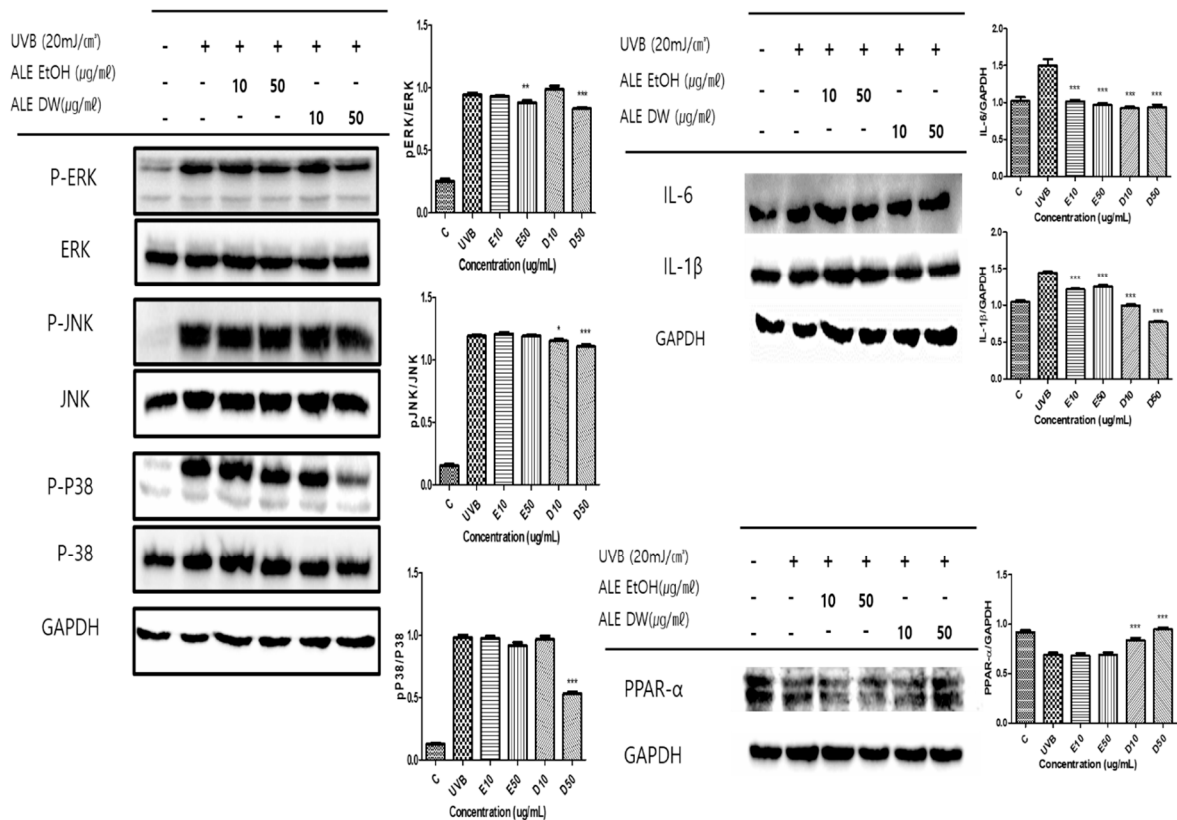 UVB (20mJ/㎠) - + + + + +
ALE EtOH (μg/㎖) - - 10 50 - -
ALE DW(μg/㎖) - - - - 10 50
P-ERK
ERK
P-JNK
JNK
P-P38
P-38
GAPDH
pERK/ERK
1.5
1.0
0.5
0.0
C UVB E10 E50 D10 D50
** ***
Concentration (ug/mL)
pJNK/JNK
1.5
1.0
0.5
0.0
C UVB E10 E50 D10 D50
* ***
Concentration (ug/mL)
pP38/P38
1.5
1.0
0.5
0.0
C UVB E10 E50 D10 D50
***
Concentration (ug/mL)
UVB (20mJ/㎠) - + + + + +
ALE EtOH (μg/㎖) - - 10 50 - -
ALE DW (μg/㎖) - - - - 10 50
IL-6
IL-1β
GAPDH
IL-6/GAPDH
2.0
1.5
1.0
0.5
0.0
*** *** *** ***
C UVB E10 E50 D10 D50
Concentration (ug/mL)
IL-1β/GAPDH
2.0
1.5
1.0
0.5
0.0
*** *** *** ***
C UVB E10 E50 D10 D50
Concentration (ug/mL)
UVB (20mJ/㎠) - + + + + +
ALE EtOH(μg/㎖) - - 10 50 - -
ALE DW(μg/㎖) - - - - 10 50
PPAR-α
GAPDH
PPAR-α/GAPDH
1.5
1.0
0.5
0.0
*** ***
C UVB E10 E50 D10 D50
Concentration (ug/mL)